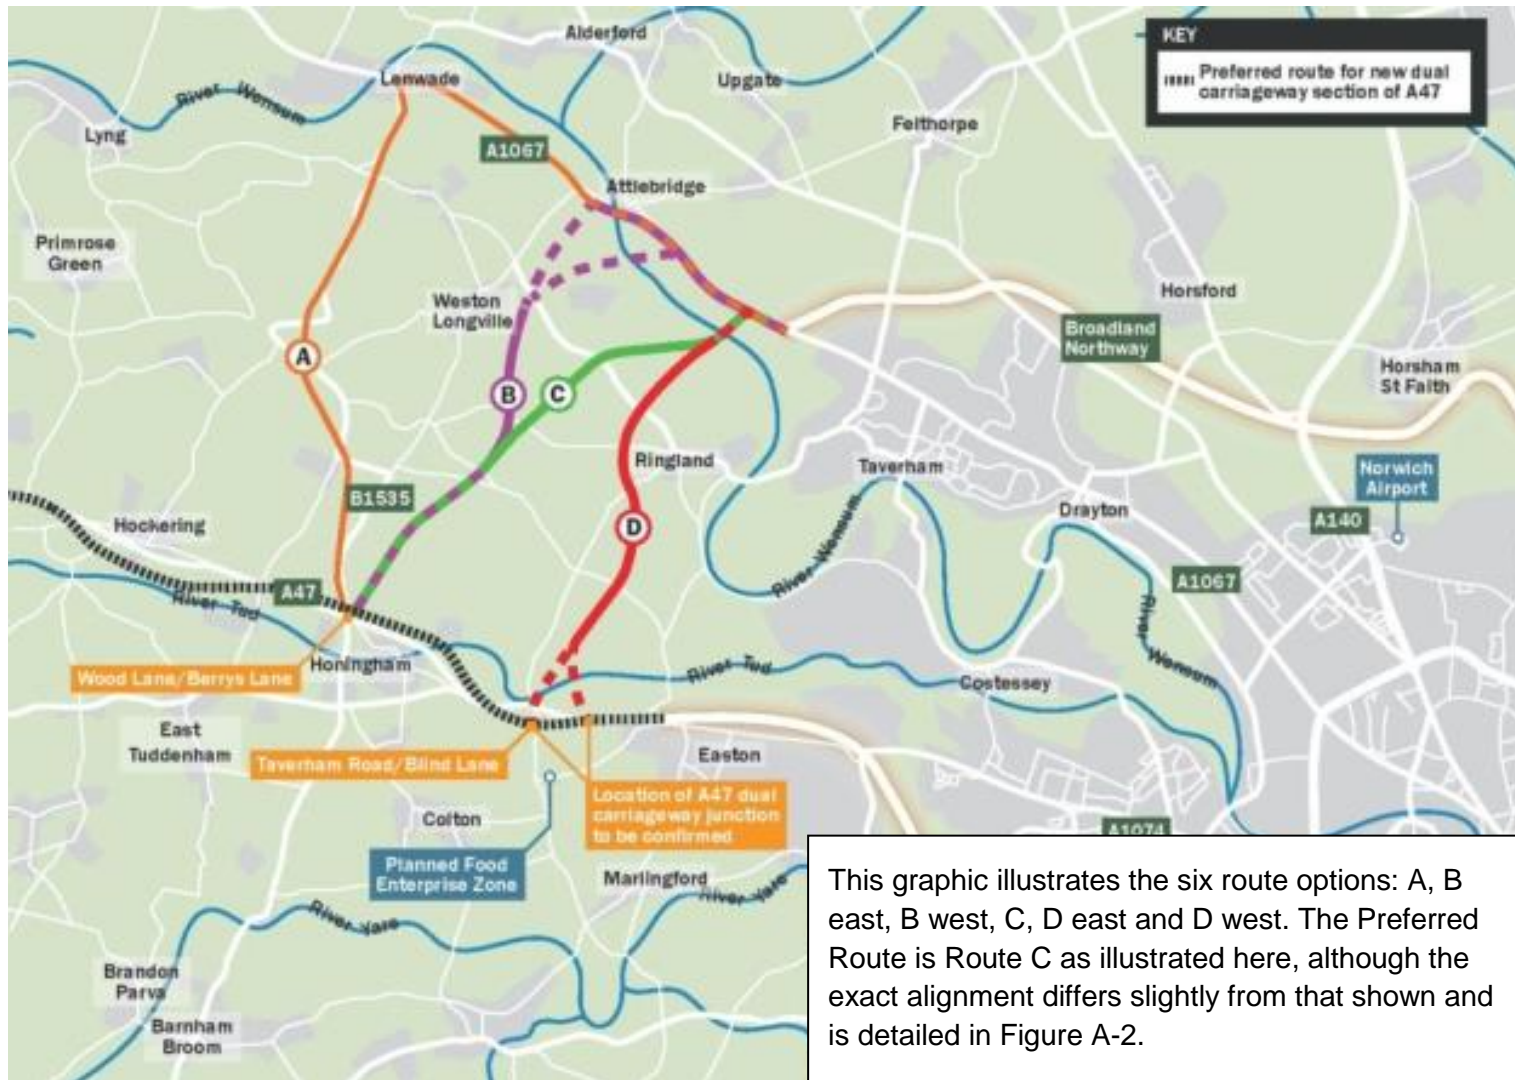 Alderford
KEY
Preferred route for new dual
carriageway section of A47
Lenwade
Upgate
River Wensum
Lyng
Felthorpe
A1067
Attlebridge
Primrose
Green
Weston
Longville
Horsford
Broadland
Northway
A
Horsham
St Faith
B
C
Ringland
Taverham
Norwich
Airport
B1535
Drayton
A140
Hockering
D
River Wensum
A47
River Tud
A1067
River Wensum
Honingham
Wood Lane/Berrys Lane
River Tud
Costessey
East
Tuddenham
Taverham Road/Blind Lane
Easton
Location of A47 dual
carriageway junction
to be confirmed
Colton
A1074
Planned Food
Enterprise Zone
Marlingford
River Yare
River Yare
Brandon
Parva
Barnham
Broom
This graphic illustrates the six route options: A, B
east, B west, C, D east and D west. The Preferred
Route is Route C as illustrated here, although the
exact alignment differs slightly from that shown and
is detailed in Figure A-2.